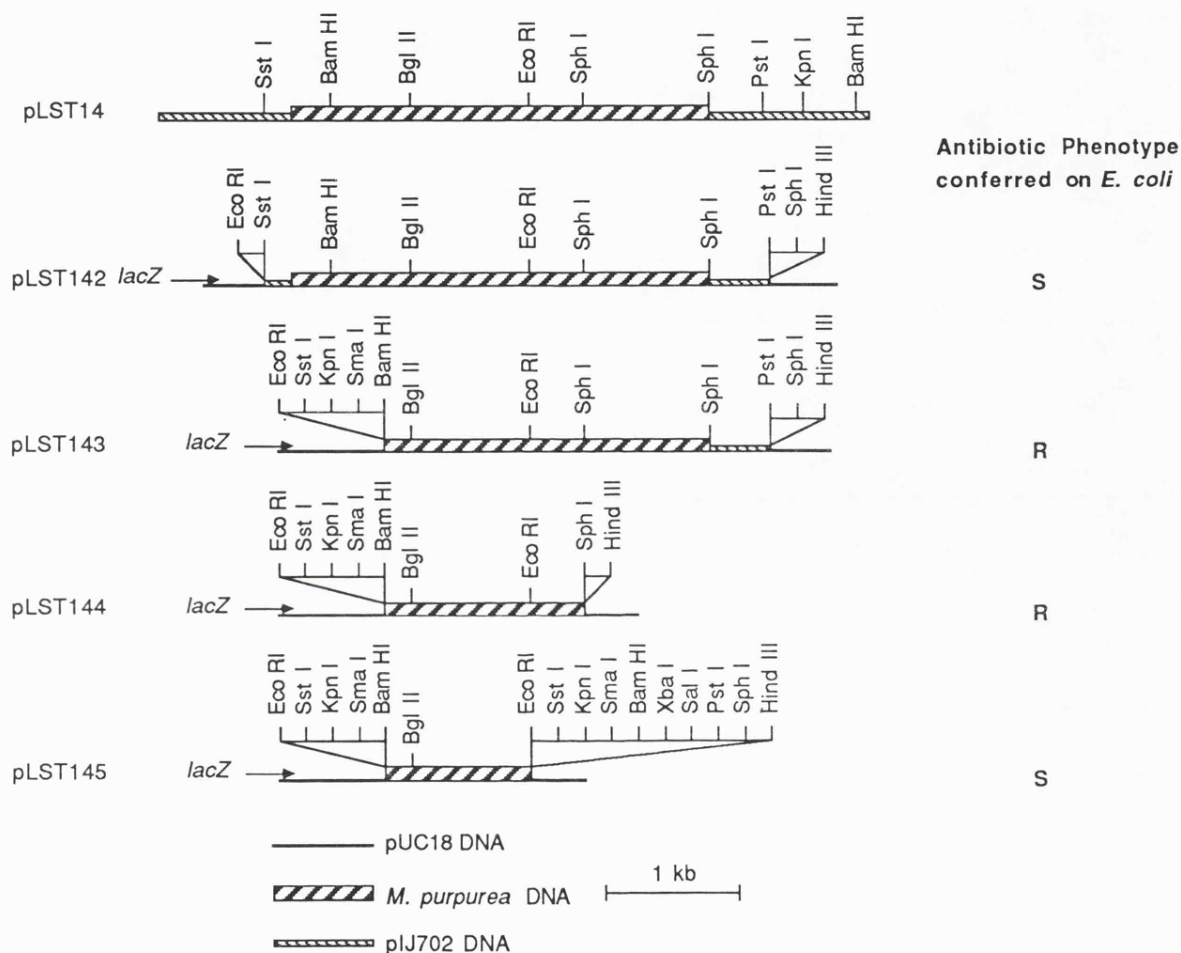 Sst I
Bam HI
Bgl II
Eco RI
Sph I
Sph I
Pst I
Kpn I
Bam HI
pLST14
Antibiotic Phenotype
conferred on E. coli
Eco RI
Sst I
Bam HI
Bgl II
Eco RI
Sph I
Sph I
Pst I
Sph I
Hind III
pLST142
lacZ
S
Eco RI
Sst I
Kpn I
Sma I
Bam HI
Bgl II
Eco RI
Sph I
Sph I
Pst I
Sph I
Hind III
pLST143
lacZ
R
Eco RI
Sst I
Kpn I
Sma I
Bam HI
Bgl II
Eco RI
Sph I
Hind III
pLST144
lacZ
R
Eco RI
Sst I
Kpn I
Sma I
Bam HI
Bgl II
Eco RI
Sst I
Kpn I
Sma I
Bam HI
Xba I
Sal I
Pst I
Sph I
Hind III
pLST145
lacZ
S
pUC18 DNA
M. purpurea DNA
1 kb
pIJ702 DNA